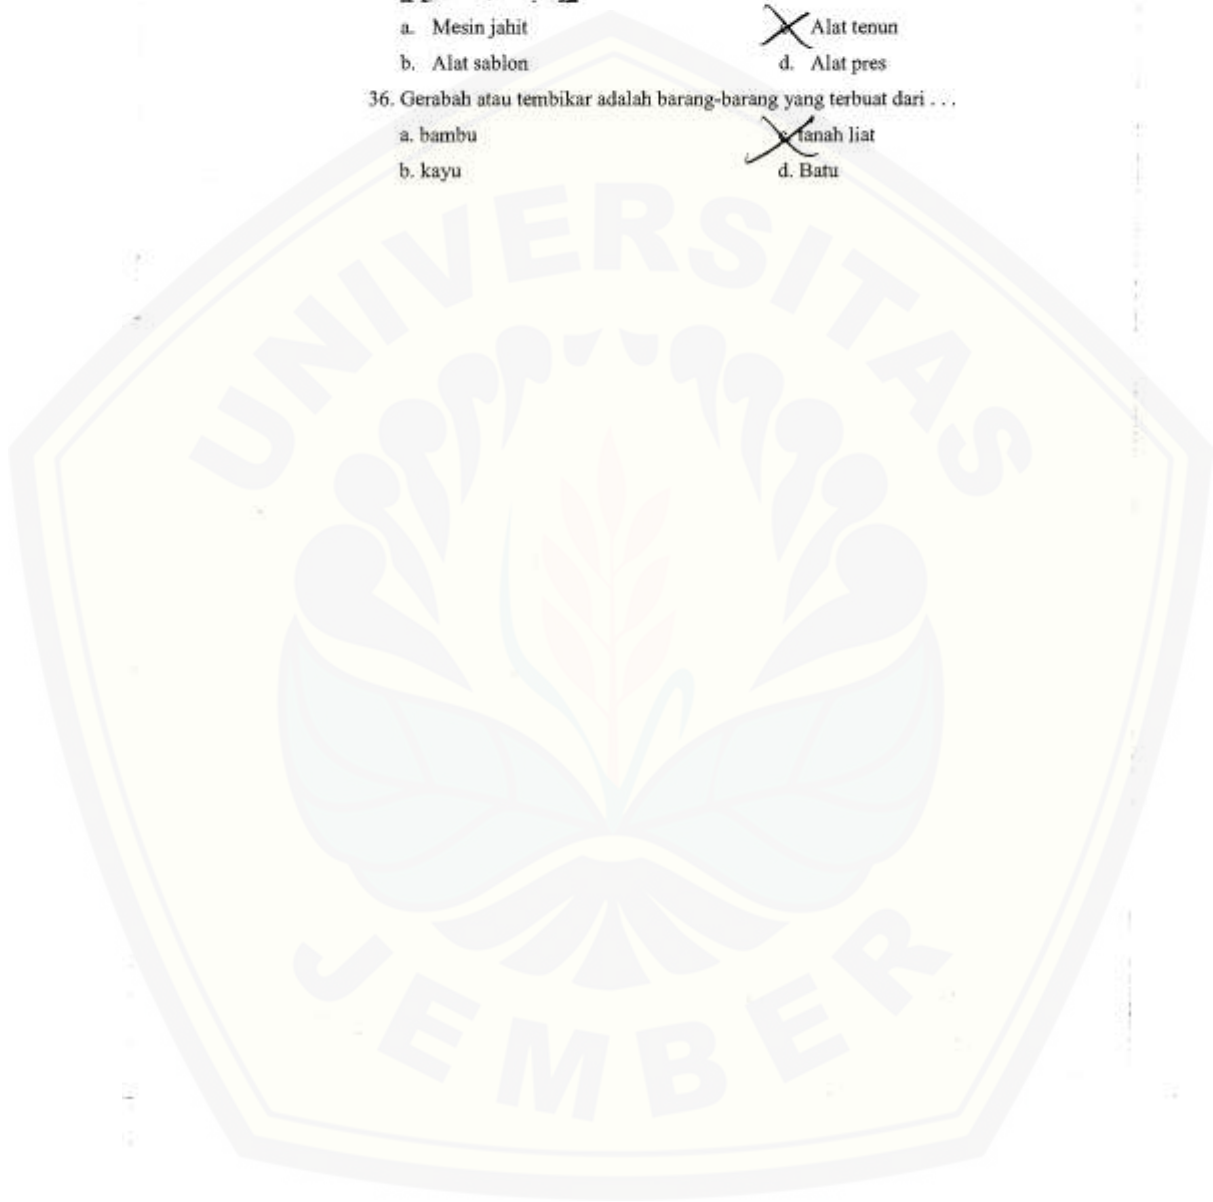 a. Mesin jahit
Alat tenun
b. Alat sablon
d. Alat pres
36. Gerabah atau tembikar adalah barang-barang yang terbuat dari . . .
a. bambu
tanah liat
b. kayu
d. Batu
UNIVERSITAS
JEMBER